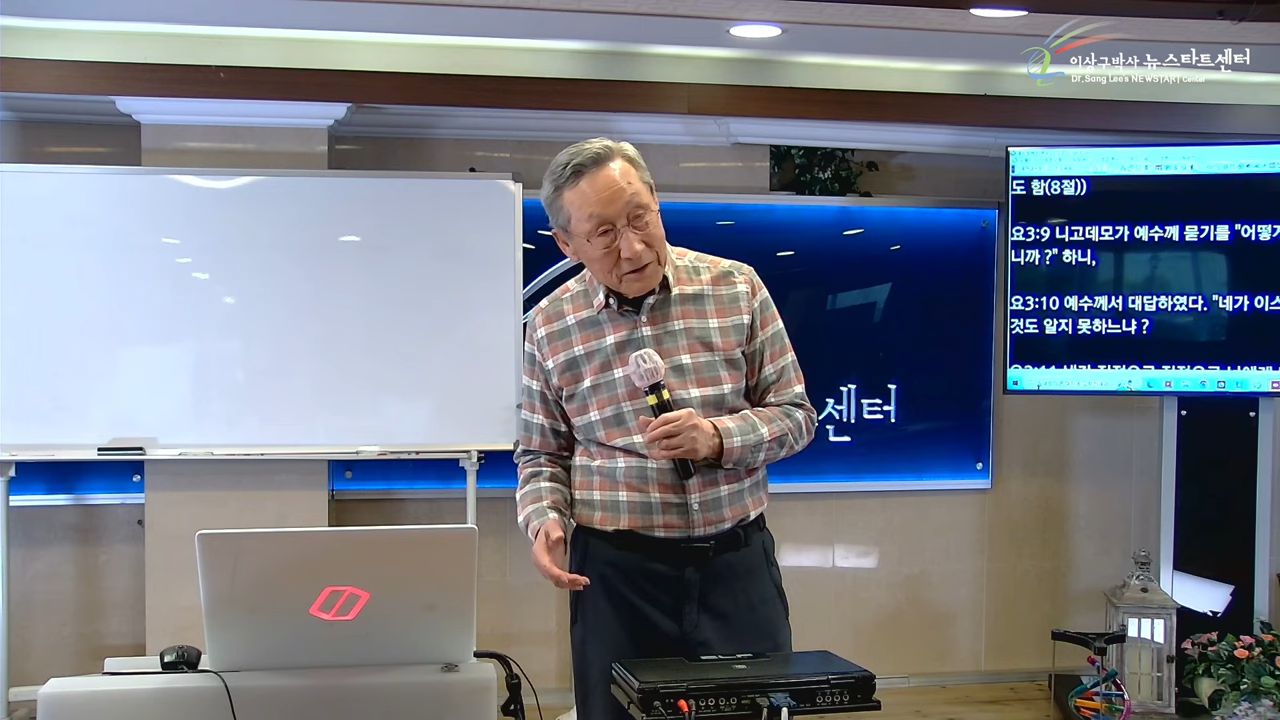 이상구박사 뉴스타트센터
Dr.Sang Lee's NEWSTART Center
도 함(8절))
요3:9 니고데모가 예수께 묻기를 "어떻게
니까 ?" 하니,
요3:10 예수께서 대답하였다. "네가 이스
것도 알지 못하느냐 ?
센터